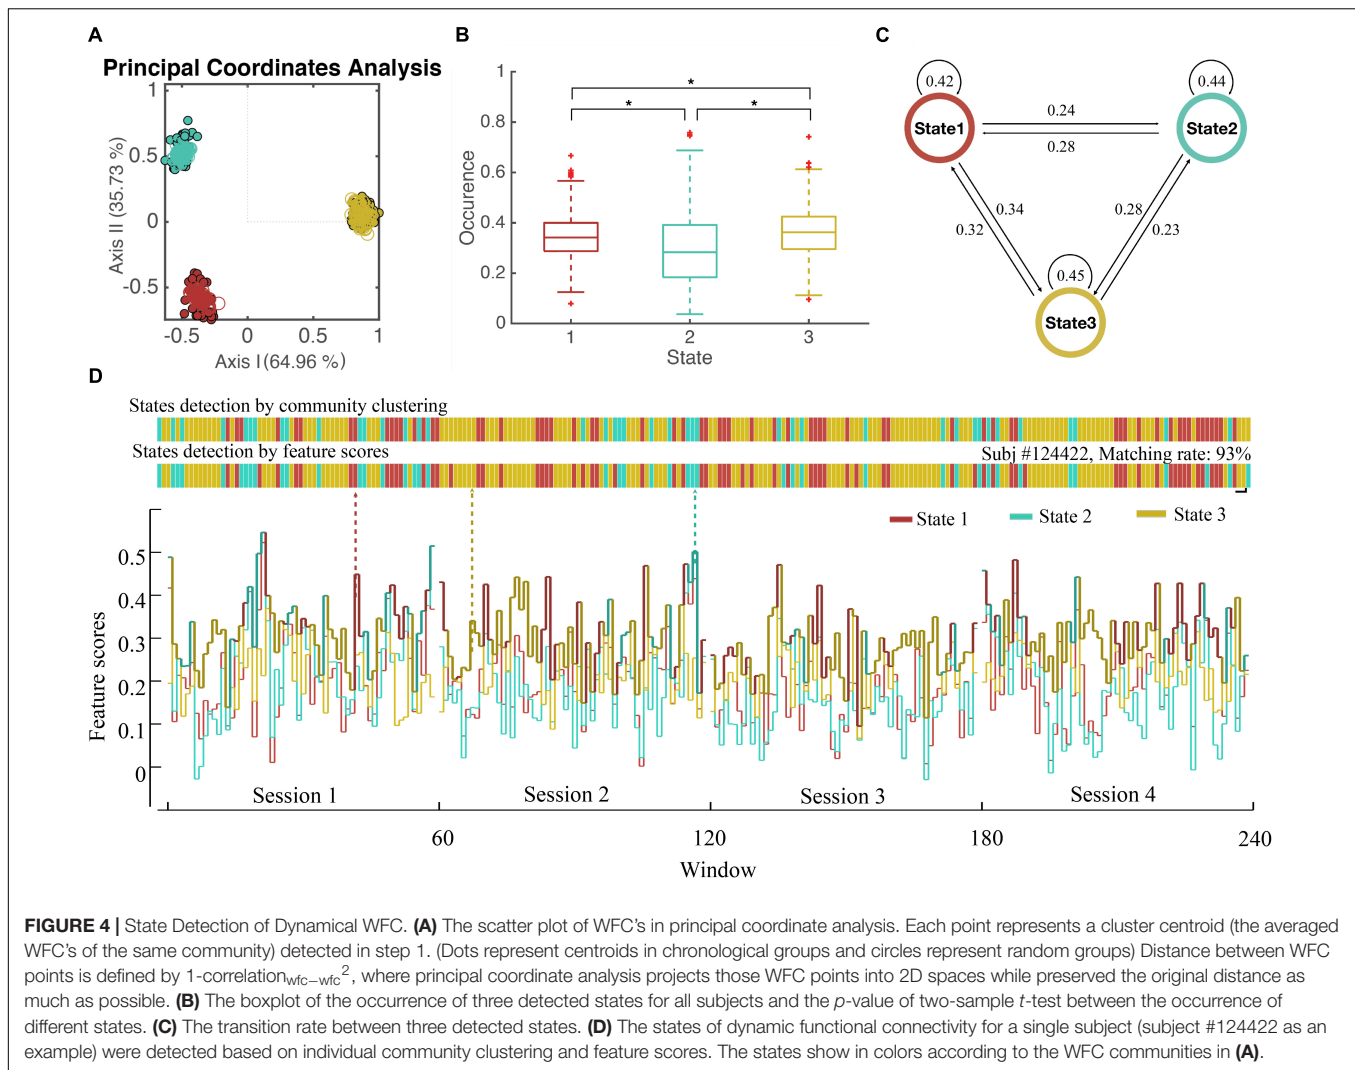 A
Principal Coordinates Analysis
1
0.5
0
-0.5
Axis II (35.73 %)
-0.5
0
0.5
1
Axis I (64.96 %)
B
1
0.8
0.6
0.4
0.2
0
Occurence
*
*
*
1
2
3
State
C
0.42
0.44
State1
State2
0.24
0.28
0.34
0.32
0.28
0.23
0.45
State3
D
States detection by community clustering
States detection by feature scores
Subj #124422, Matching rate: 93%
State 1
State 2
State 3
0.5
0.4
0.3
0.2
0.1
0
Feature scores
Session 1
Session 2
Session 3
Session 4
60
120
180
240
Window
FIGURE 4 | State Detection of Dynamical WFC. (A) The scatter plot of WFC's in principal coordinate analysis. Each point represents a cluster centroid (the averaged
WFC's of the same community) detected in step 1. (Dots represent centroids in chronological groups and circles represent random groups) Distance between WFC
points is defined by 1-correlationwfc−wfc², where principal coordinate analysis projects those WFC points into 2D spaces while preserved the original distance as
much as possible. (B) The boxplot of the occurrence of three detected states for all subjects and the p-value of two-sample t-test between the occurrence of
different states. (C) The transition rate between three detected states. (D) The states of dynamic functional connectivity for a single subject (subject #124422 as an
example) were detected based on individual community clustering and feature scores. The states show in colors according to the WFC communities in (A).